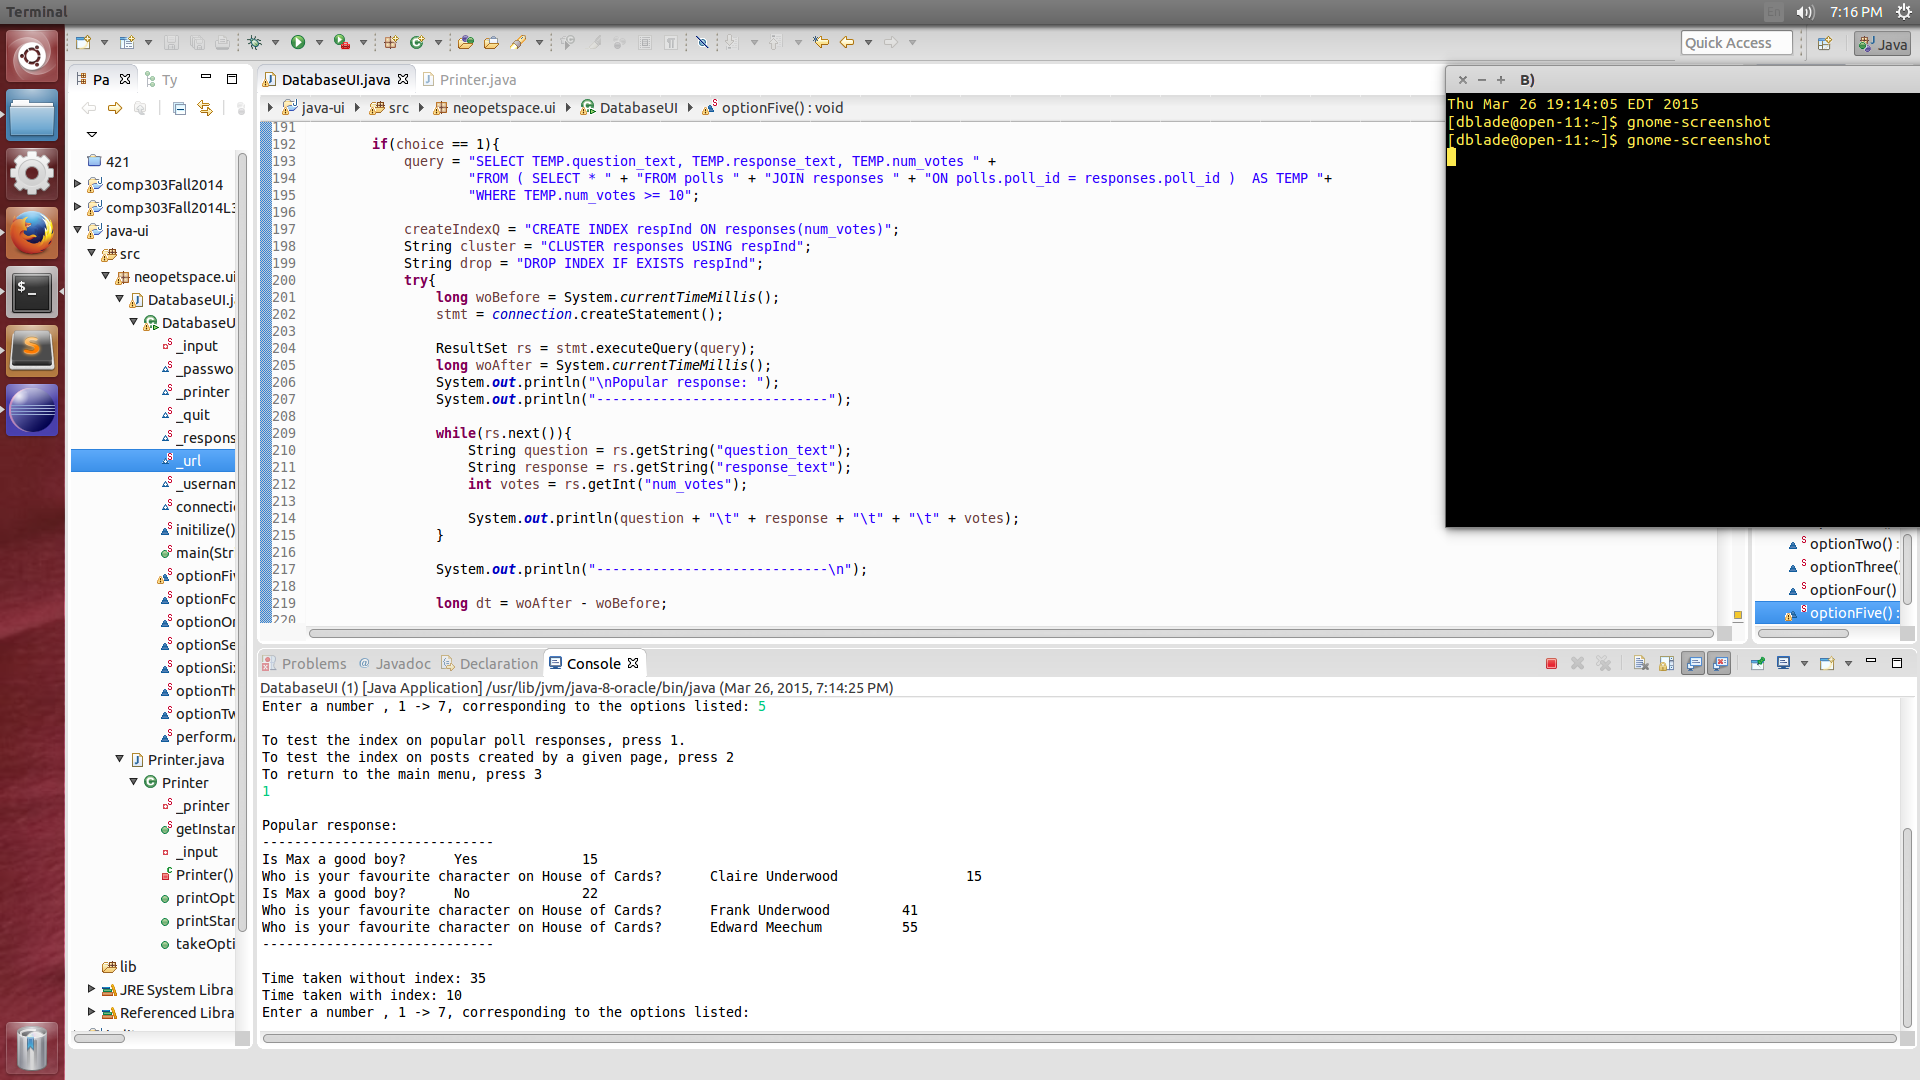 Terminal
En
7:16 PM
Quick Access
Java
Pa
Ty
421
comp303Fall2014
comp303Fall2014L3
java-ui
src
neopetspace.ui
DatabaseUI.j
DatabaseU
_input
_passwo
_printer
_quit
_respons
_url
_usernam
connectio
initilize()
main(Str
optionFiv
optionFo
optionOn
optionSe
optionSix
optionTh
optionTw
performA
Printer.java
Printer
_printer
getInstan
_input
Printer()
printOpt
printStar
takeOpti
lib
JRE System Libra
Referenced Libra
DatabaseUI.java
Printer.java
java-ui src neopetspace.ui DatabaseUI optionFive() : void
191
192 if(choice == 1){
193 query = "SELECT TEMP.question_text, TEMP.response_text, TEMP.num_votes " +
194 "FROM ( SELECT * " + "FROM polls " + "JOIN responses " + "ON polls.poll_id = responses.poll_id )  AS TEMP "+
195 "WHERE TEMP.num_votes >= 10";
196
197 createIndexQ = "CREATE INDEX respInd ON responses(num_votes)";
198 String cluster = "CLUSTER responses USING respInd";
199 String drop = "DROP INDEX IF EXISTS respInd";
200 try{
201 long woBefore = System.currentTimeMillis();
202 stmt = connection.createStatement();
203
204 ResultSet rs = stmt.executeQuery(query);
205 long woAfter = System.currentTimeMillis();
206 System.out.println("\nPopular response: ");
207 System.out.println("-----------------------------");
208
209 while(rs.next()){
210 String question = rs.getString("question_text");
211 String response = rs.getString("response_text");
212 int votes = rs.getInt("num_votes");
213
214 System.out.println(question + "\t" + response + "\t" + "\t" + votes);
215 }
216
217 System.out.println("-----------------------------\n");
218
219 long dt = woAfter - woBefore;
220
B)
Thu Mar 26 19:14:05 EDT 2015
[dblade@open-11:~]$ gnome-screenshot
[dblade@open-11:~]$ gnome-screenshot
optionTwo() :
optionThree()
optionFour()
optionFive() :
Problems
@ Javadoc
Declaration
Console
DatabaseUI (1) [Java Application] /usr/lib/jvm/java-8-oracle/bin/java (Mar 26, 2015, 7:14:25 PM)
Enter a number , 1 -> 7, corresponding to the options listed: 5
To test the index on popular poll responses, press 1.
To test the index on posts created by a given page, press 2
To return to the main menu, press 3
1
Popular response:
-----------------------------
Is Max a good boy? Yes 15
Who is your favourite character on House of Cards? Claire Underwood 15
Is Max a good boy? No 22
Who is your favourite character on House of Cards? Frank Underwood 41
Who is your favourite character on House of Cards? Edward Meechum 55
-----------------------------
Time taken without index: 35
Time taken with index: 10
Enter a number , 1 -> 7, corresponding to the options listed: